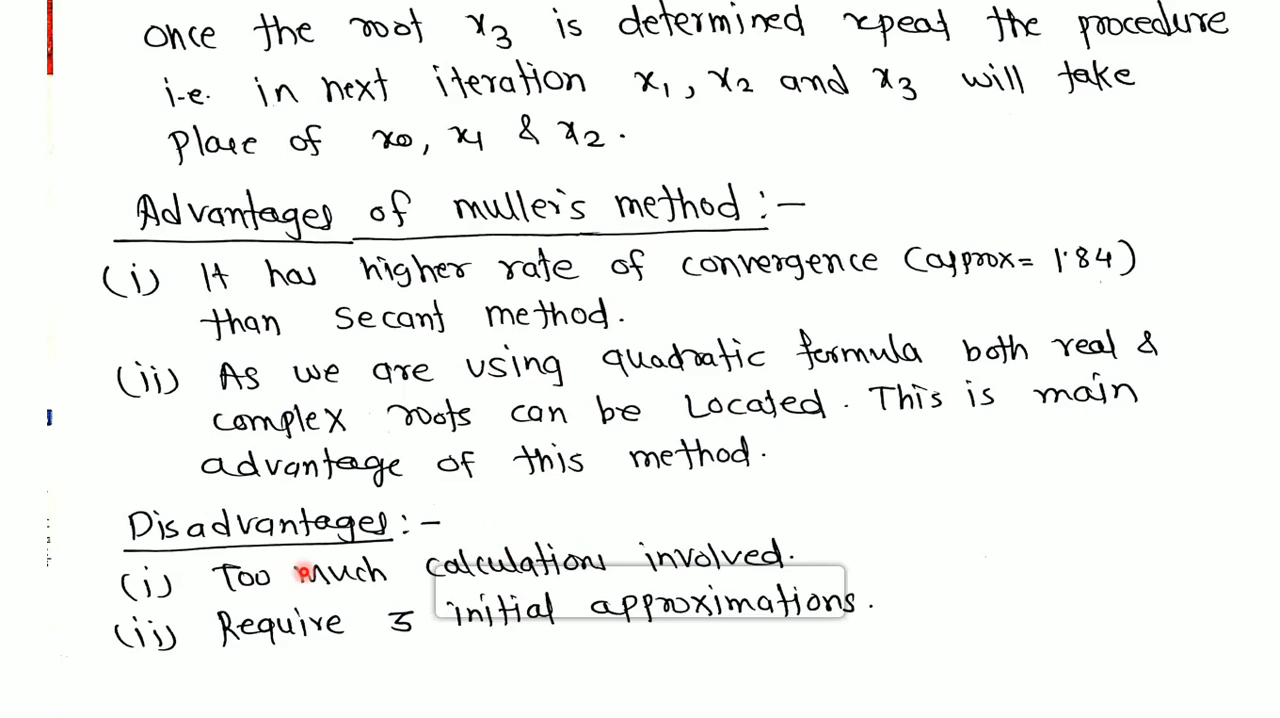 Once the root x3 is determined repeat the procedure
i.e. in next iteration x1, x2 and x3 will take
place of x0, x1 & x2.
Advantages of muller's method :-
(i) It has higher rate of convergence (approx = 1.84)
than Secant method.
(ii) As we are using quadratic formula both real &
complex roots can be Located. This is main
advantage of this method.
Disadvantages :-
(i) Too much calculations involved.
(ii) Require 3 initial approximations.